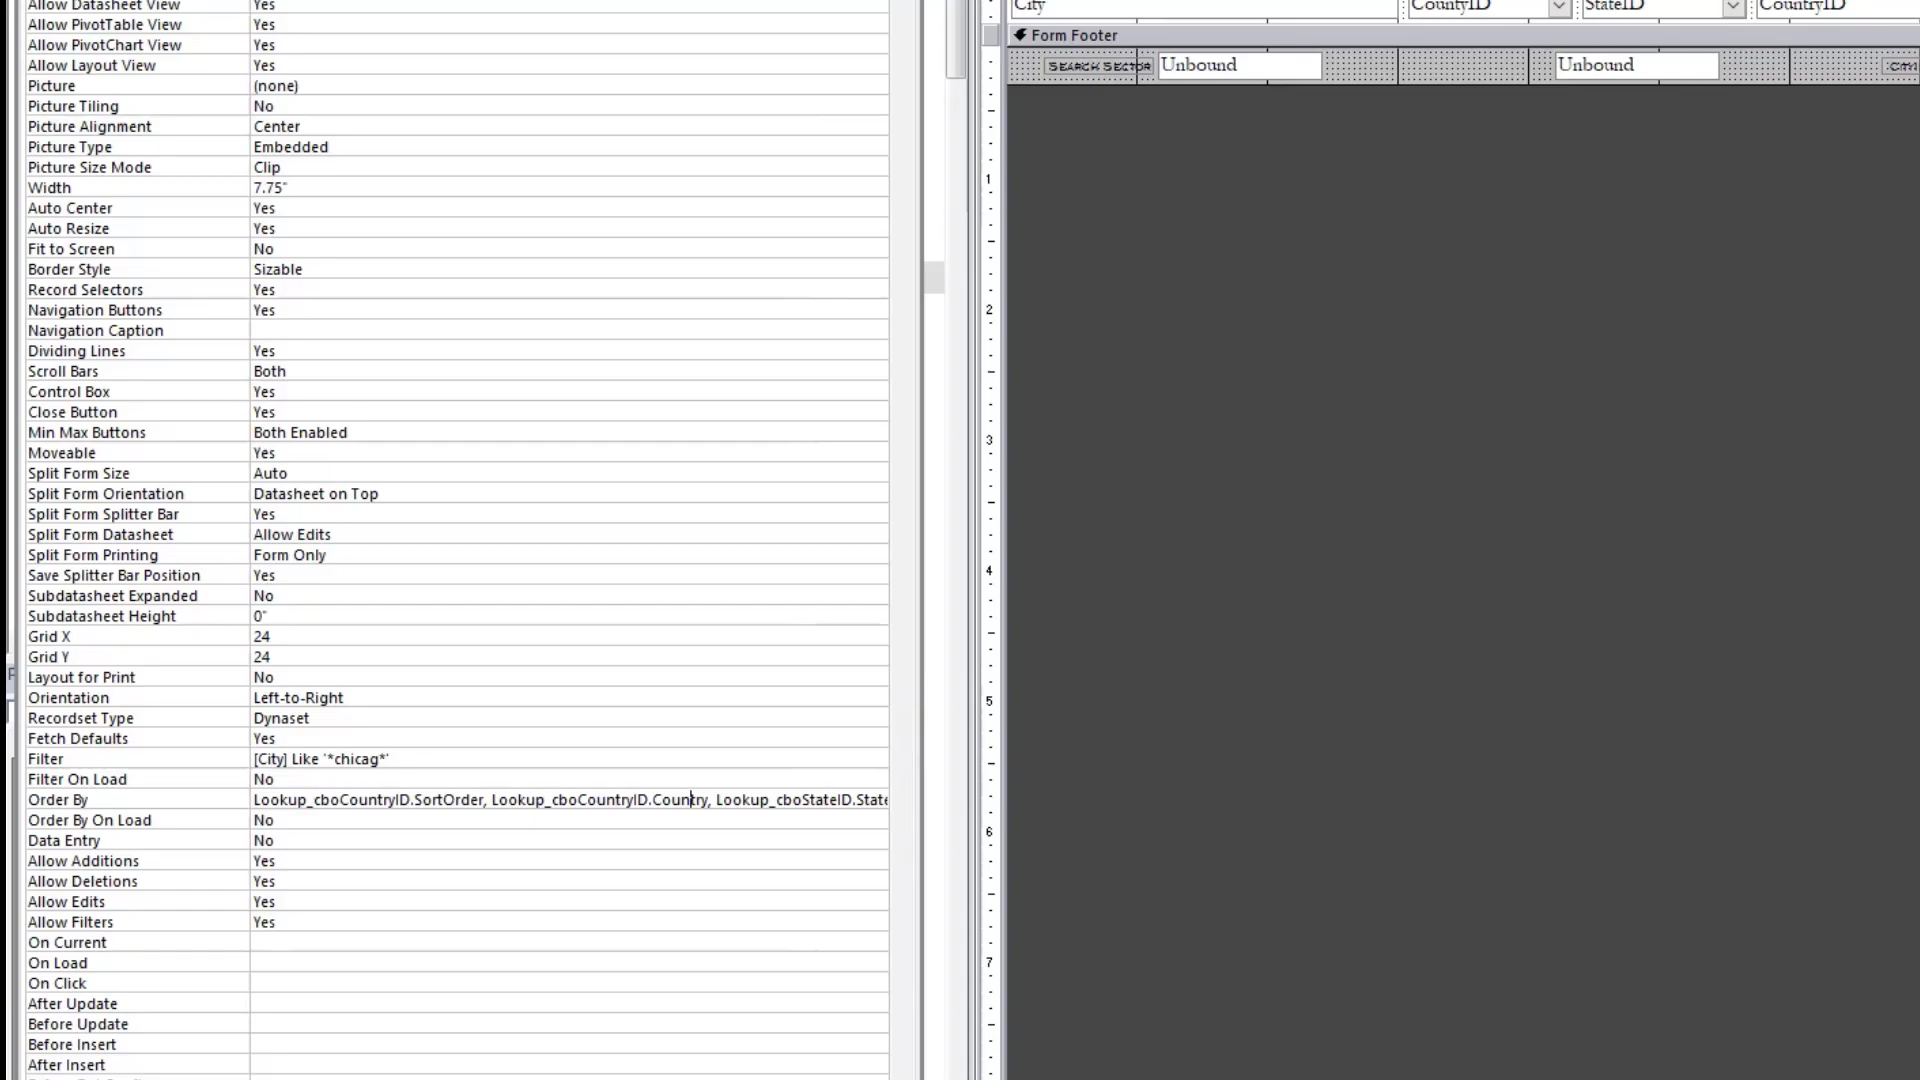 Allow Datasheet View Yes
Allow PivotTable View Yes
Allow PivotChart View Yes
Allow Layout View Yes
Picture (none)
Picture Tiling No
Picture Alignment Center
Picture Type Embedded
Picture Size Mode Clip
Width 7.75"
Auto Center Yes
Auto Resize Yes
Fit to Screen No
Border Style Sizable
Record Selectors Yes
Navigation Buttons Yes
Navigation Caption
Dividing Lines Yes
Scroll Bars Both
Control Box Yes
Close Button Yes
Min Max Buttons Both Enabled
Moveable Yes
Split Form Size Auto
Split Form Orientation Datasheet on Top
Split Form Splitter Bar Yes
Split Form Datasheet Allow Edits
Split Form Printing Form Only
Save Splitter Bar Position Yes
Subdatasheet Expanded No
Subdatasheet Height 0"
Grid X 24
Grid Y 24
Layout for Print No
Orientation Left-to-Right
Recordset Type Dynaset
Fetch Defaults Yes
Filter [City] Like '*chicag*'
Filter On Load No
Order By Lookup_cboCountryID.SortOrder, Lookup_cboCountryID.Country, Lookup_cboStateID.State
Order By On Load No
Data Entry No
Allow Additions Yes
Allow Deletions Yes
Allow Edits Yes
Allow Filters Yes
On Current
On Load
On Click
After Update
Before Update
Before Insert
After Insert
City CountyID StateID CountryID
Form Footer
SEARCH SECTOR Unbound Unbound CITY
1
2
3
4
5
6
7